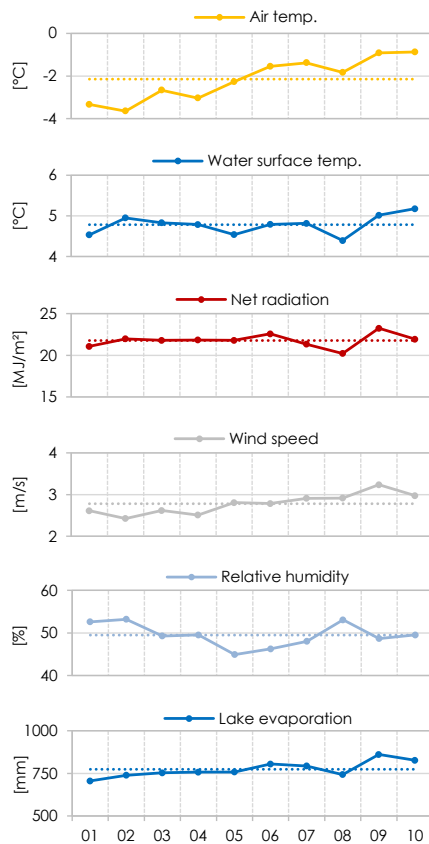 Air temp.
0
-2
-4
[°C]
Water surface temp.
6
5
4
[°C]
Net radiation
25
20
15
[MJ/m²]
Wind speed
4
3
2
[m/s]
Relative humidity
60
50
40
[%]
Lake evaporation
1000
750
500
[mm]
01 02 03 04 05 06 07 08 09 10